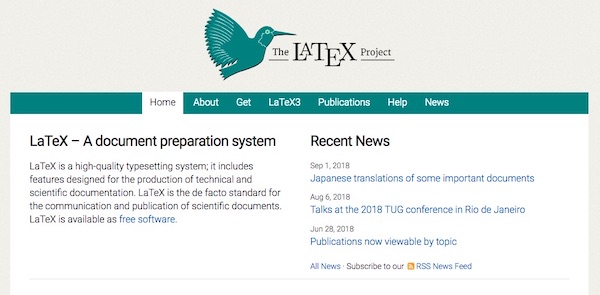 The LATEX Project
Home About Get LaTeX3 Publications Help News
LaTeX – A document preparation system
LaTeX is a high-quality typesetting system; it includes
features designed for the production of technical and
scientific documentation. LaTeX is the de facto standard for
the communication and publication of scientific documents.
LaTeX is available as free software.
Recent News
Sep 1, 2018
Japanese translations of some important documents
Aug 6, 2018
Talks at the 2018 TUG conference in Rio de Janeiro
Jun 28, 2018
Publications now viewable by topic
All News · Subscribe to our RSS News Feed